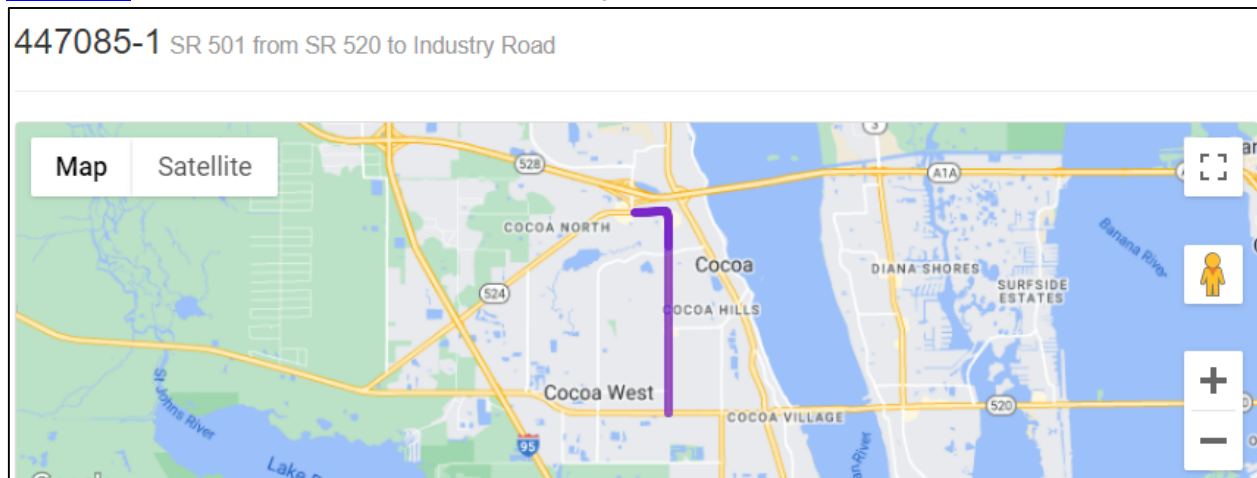 447085-1 SR 501 from SR 520 to Industry Road
Map Satellite
3
528
A1A
COCOA NORTH
Banana River
Cocoa
DIANA SHORES
SURFSIDE
ESTATES
524
COCOA HILLS
St Johns River
Cocoa West
520
COCOA VILLAGE
95
Lake